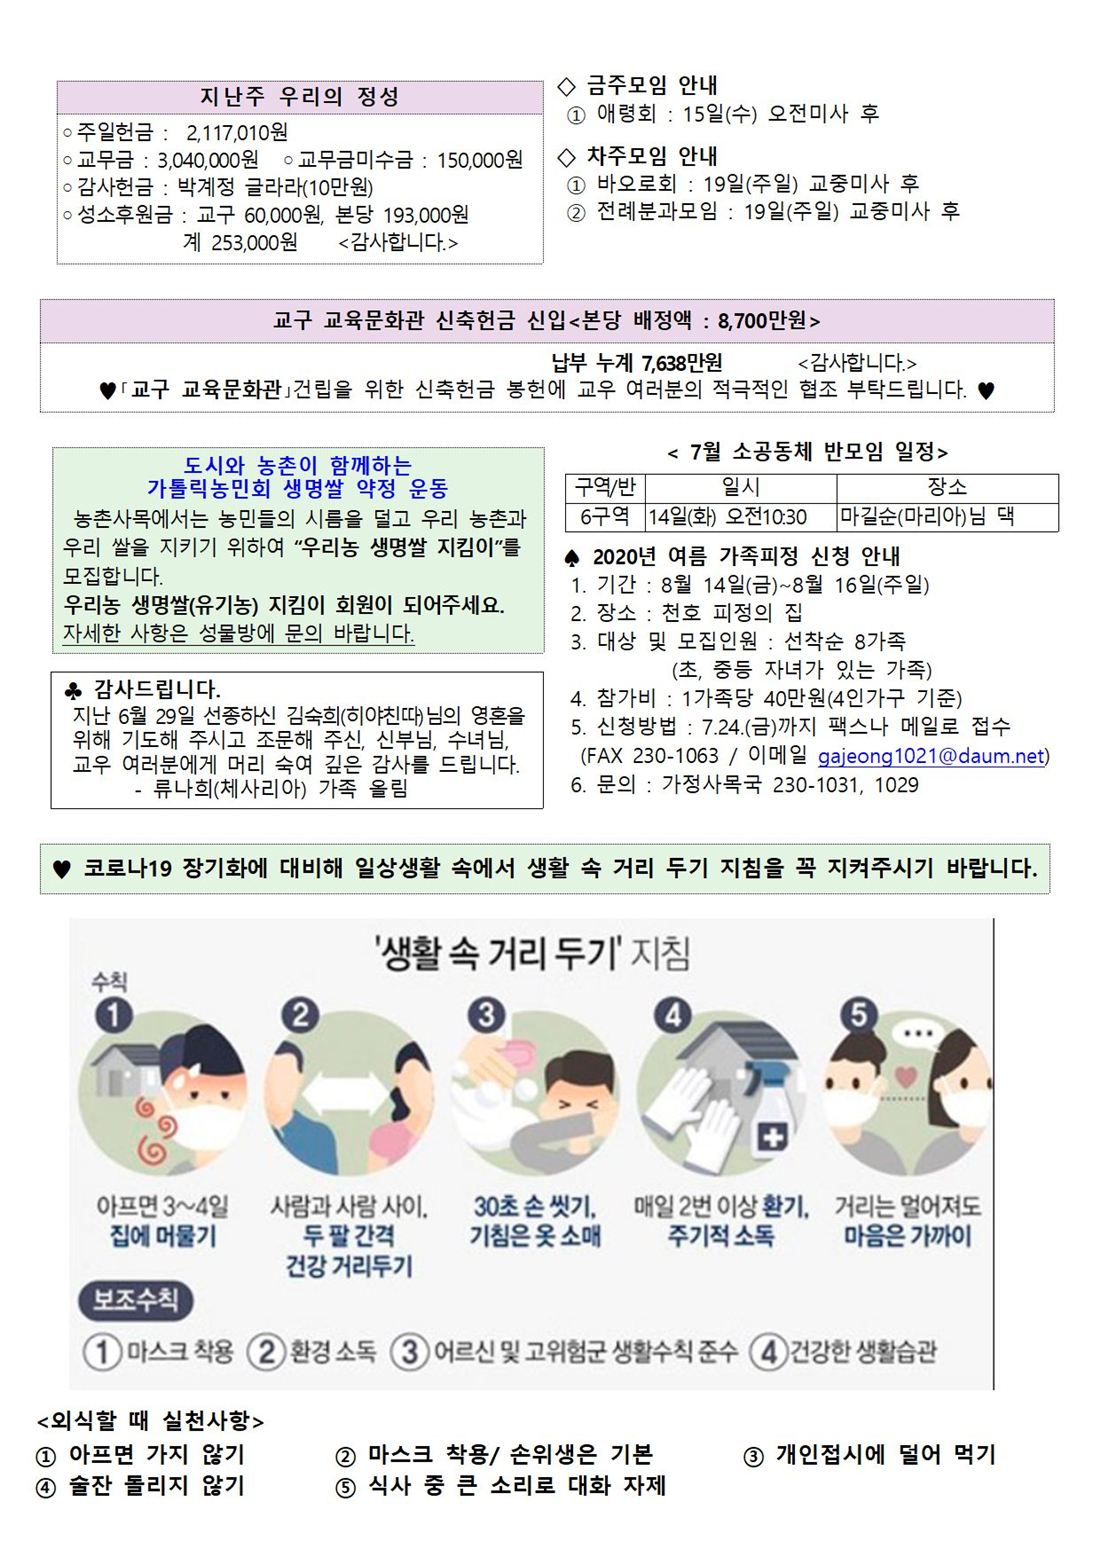 지난주 우리의 정성
○주일헌금 : 2,117,010원
○교무금 : 3,040,000원 ○교무금미수금 : 150,000원
○감사헌금 : 박계정 글라라(10만원)
○성소후원금 : 교구 60,000원, 본당 193,000원
계 253,000원 <감사합니다.>
◇ 금주모임 안내
① 애령회 : 15일(수) 오전미사 후
◇ 차주모임 안내
① 바오로회 : 19일(주일) 교중미사 후
② 전례분과모임 : 19일(주일) 교중미사 후
교구 교육문화관 신축헌금 신입<본당 배정액 : 8,700만원>
납부 누계 7,638만원 <감사합니다.>
♥「교구 교육문화관」건립을 위한 신축헌금 봉헌에 교우 여러분의 적극적인 협조 부탁드립니다. ♥
도시와 농촌이 함께하는
가톨릭농민회 생명쌀 약정 운동
농촌사목에서는 농민들의 시름을 덜고 우리 농촌과
우리 쌀을 지키기 위하여 “우리농 생명쌀 지킴이”를
모집합니다.
우리농 생명쌀(유기농) 지킴이 회원이 되어주세요.
자세한 사항은 성물방에 문의 바랍니다.
♣ 감사드립니다.
지난 6월 29일 선종하신 김숙희(히야친따)님의 영혼을
위해 기도해 주시고 조문해 주신, 신부님, 수녀님,
교우 여러분에게 머리 숙여 깊은 감사를 드립니다.
- 류나희(체사리아) 가족 올림
< 7월 소공동체 반모임 일정>
구역/반 일시 장소
6구역 14일(화) 오전10:30 마길순(마리아)님 댁
♠ 2020년 여름 가족피정 신청 안내
1. 기간 : 8월 14일(금)~8월 16일(주일)
2. 장소 : 천호 피정의 집
3. 대상 및 모집인원 : 선착순 8가족
(초, 중등 자녀가 있는 가족)
4. 참가비 : 1가족당 40만원(4인가구 기준)
5. 신청방법 : 7.24.(금)까지 팩스나 메일로 접수
(FAX 230-1063 / 이메일 gajeong1021@daum.net)
6. 문의 : 가정사목국 230-1031, 1029
♥ 코로나19 장기화에 대비해 일상생활 속에서 생활 속 거리 두기 지침을 꼭 지켜주시기 바랍니다.
'생활 속 거리 두기' 지침
수칙
1 2 3 4 5
아프면 3~4일
집에 머물기
사람과 사람 사이,
두 팔 간격
건강 거리두기
30초 손 씻기,
기침은 옷 소매
매일 2번 이상 환기,
주기적 소독
거리는 멀어져도
마음은 가까이
보조수칙
① 마스크 착용 ② 환경 소독 ③ 어르신 및 고위험군 생활수칙 준수 ④ 건강한 생활습관
<외식할 때 실천사항>
① 아프면 가지 않기 ② 마스크 착용/ 손위생은 기본 ③ 개인접시에 덜어 먹기
④ 술잔 돌리지 않기 ⑤ 식사 중 큰 소리로 대화 자제